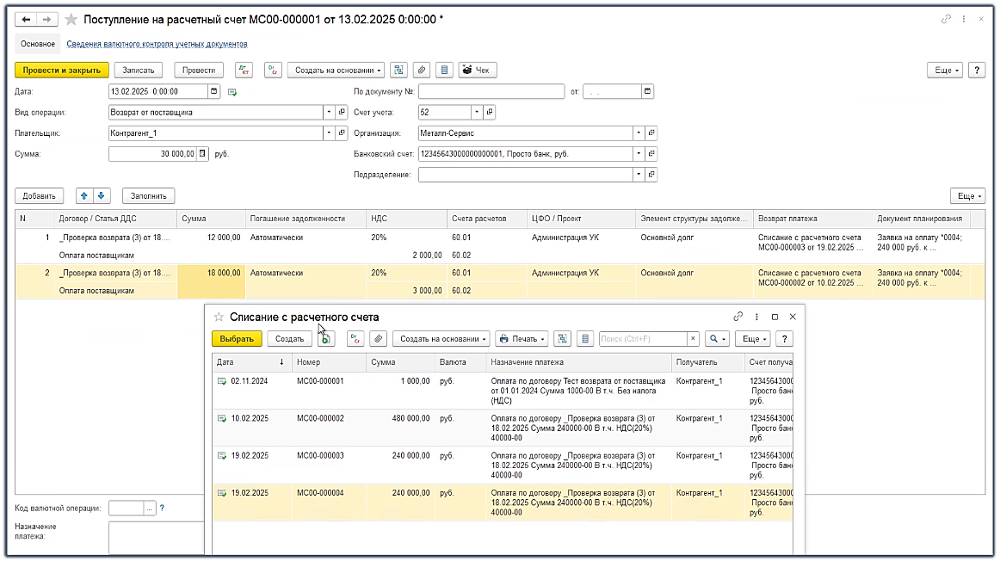 Поступление на расчетный счет МС00-000001 от 13.02.2025 0:00:00 *
Основное Сведения валютного контроля учетных документов
Провести и закрыть Записать Провести Дт Кт Dr Cr Создать на основании Чек Еще ?
Дата: 13.02.2025 0:00:00 По документу №: от: . .
Вид операции: Возврат от поставщика Счет учета: 52
Плательщик: Контрагент_1 Организация: Металл-Сервис
Сумма: 30 000,00 руб. Банковский счет: 12345643000000000001, Просто банк, руб.
Подразделение:
Добавить Заполнить Еще
N Договор / Статья ДДС Сумма Погашение задолженности НДС Счета расчетов ЦФО / Проект Элемент структуры задолже... Возврат платежа Документ планирования
1 _Проверка возврата (3) от 18.... 12 000,00 Автоматически 20% 60.01 Администрация УК Основной долг Списание с расчетного счета Заявка на оплату *0004;
МС00-000003 от 19.02.2025 ... 240 000 руб. к ...
Оплата поставщикам 2 000,00 60.02
2 _Проверка возврата (3) от 18.... 18 000,00 Автоматически 20% 60.01 Администрация УК Основной долг Списание с расчетного счета Заявка на оплату *0004;
МС00-000002 от 10.02.2025 ... 240 000 руб. к ...
Оплата поставщикам 3 000,00 60.02
Списание с расчетного счета
Выбрать Создать Dr Cr Создать на основании Печать Поиск (Ctrl+F) × Еще ?
Дата ↓ Номер Сумма Валюта Назначение платежа Получатель Счет получа
02.11.2024 МС00-000001 1 000,00 руб. Оплата по договору Тест возврата от поставщика Контрагент_1 12345643000
от 01.01.2024 Сумма 1000-00 В т.ч. Без налога Просто бан
(НДС) руб.
10.02.2025 МС00-000002 480 000,00 руб. Оплата по договору _Проверка возврата (3) от Контрагент_1 12345643000
18.02.2025 Сумма 240000-00 В т.ч. НДС(20%) Просто бан
40000-00 руб.
19.02.2025 МС00-000003 240 000,00 руб. Оплата по договору _Проверка возврата (3) от Контрагент_1 12345643000
18.02.2025 Сумма 240000-00 В т.ч. НДС(20%) Просто бан
40000-00 руб.
19.02.2025 МС00-000004 240 000,00 руб. Оплата по договору _Проверка возврата (3) от Контрагент_1 12345643000
18.02.2025 Сумма 240000-00 В т.ч. НДС(20%) Просто бан
40000-00 руб.
Код валютной операции: ... ?
Назначение
платежа: